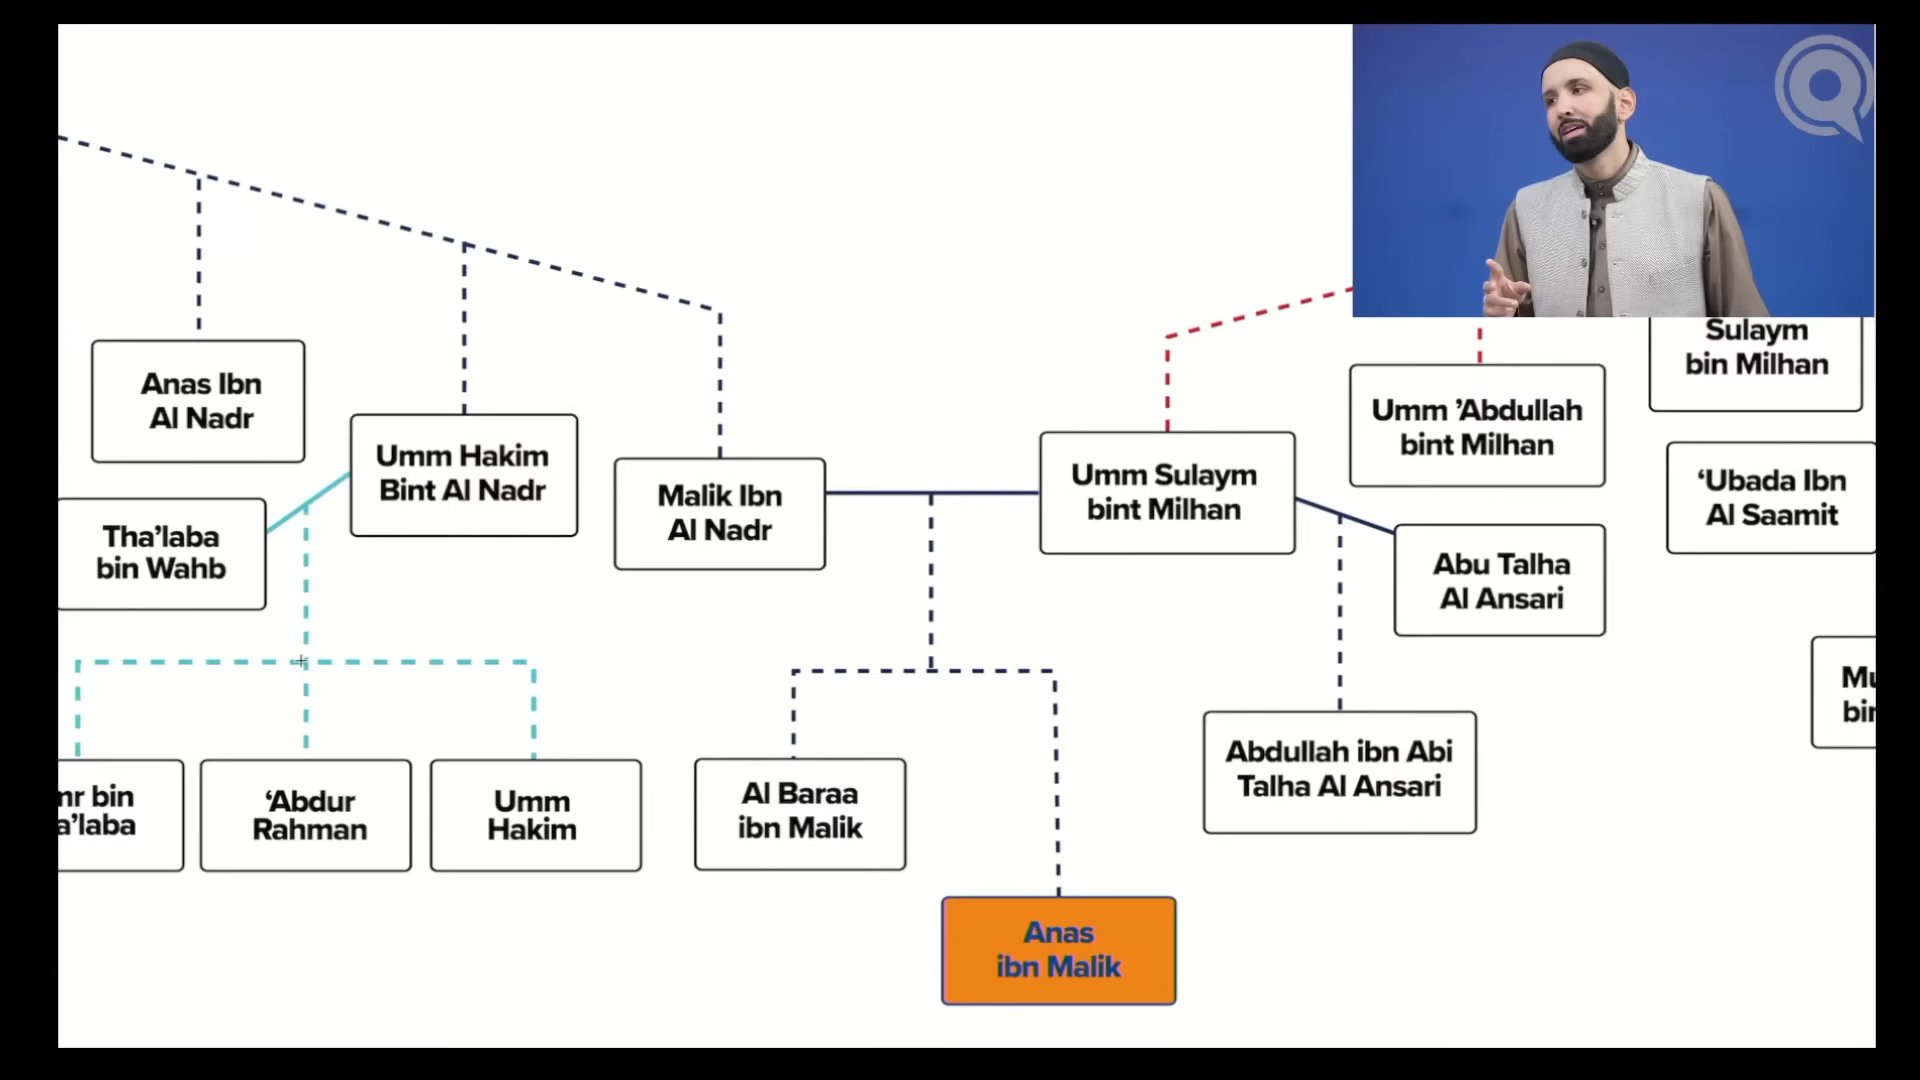 Anas Ibn
Al Nadr
Umm Hakim
Bint Al Nadr
Tha’laba
bin Wahb
Malik Ibn
Al Nadr
Umm Sulaym
bint Milhan
Umm ’Abdullah
bint Milhan
Sulaym
bin Milhan
‘Ubada Ibn
Al Saamit
Abu Talha
Al Ansari
bin
‘Abdur
Rahman
Umm
Hakim
Al Baraa
ibn Malik
Abdullah ibn Abi
Talha Al Ansari
Anas
ibn Malik